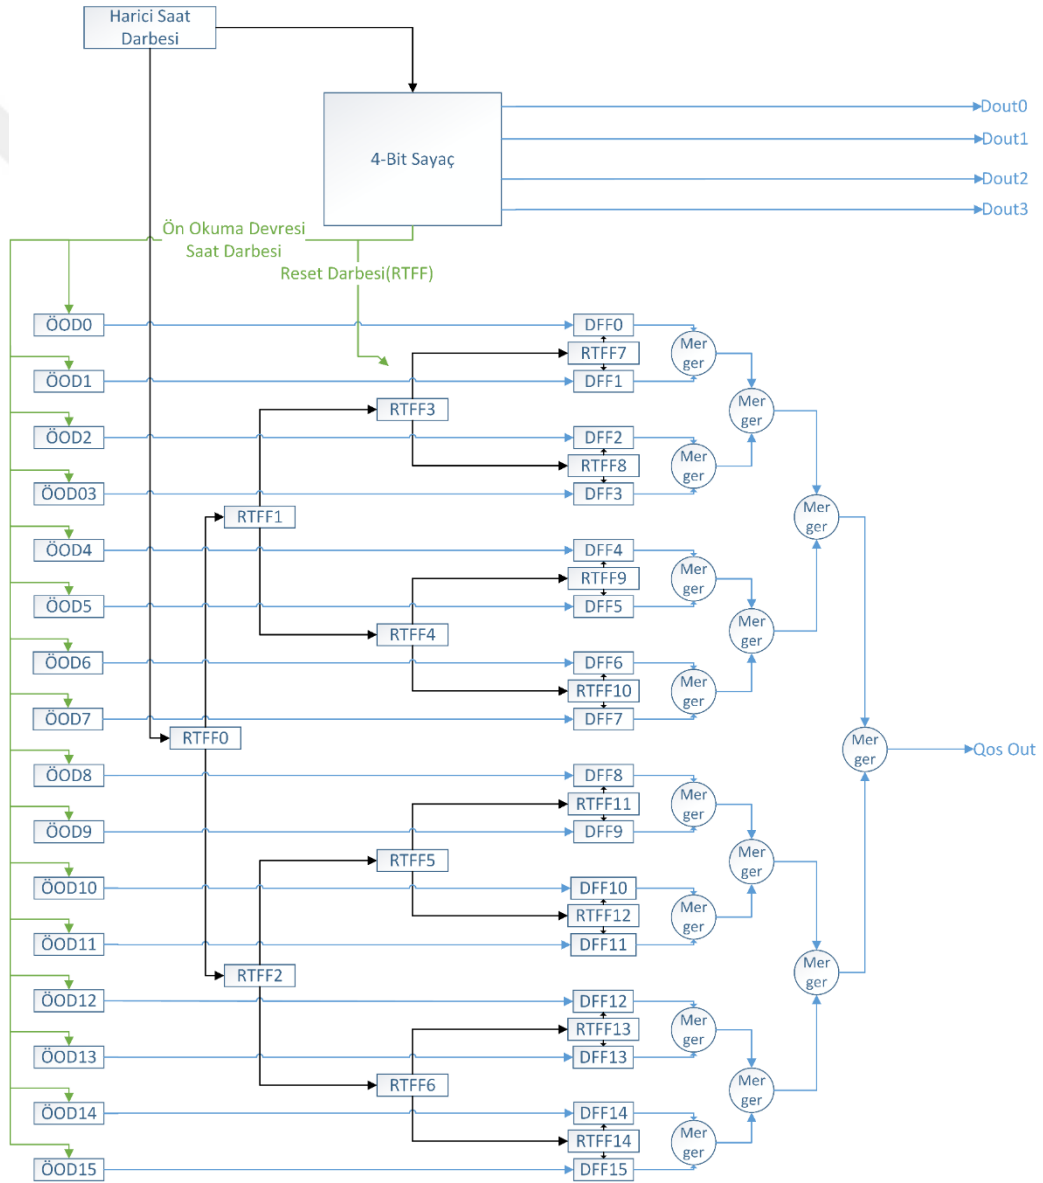 Harici Saat
Darbesi
4-Bit Sayaç
Dout0
Dout1
Dout2
Dout3
Ön Okuma Devresi
Saat Darbesi
Reset Darbesi(RTFF)
ÖOD0
DFF0
RTFF7
Mer
ger
ÖOD1
DFF1
RTFF3
Mer
ger
ÖOD2
DFF2
RTFF8
Mer
ger
ÖOD03
DFF3
RTFF1
Mer
ger
ÖOD4
DFF4
RTFF9
Mer
ger
ÖOD5
DFF5
RTFF4
Mer
ger
ÖOD6
DFF6
RTFF10
Mer
ger
ÖOD7
DFF7
RTFF0
Mer
ger
Qos Out
ÖOD8
DFF8
RTFF11
Mer
ger
ÖOD9
DFF9
RTFF5
Mer
ger
ÖOD10
DFF10
RTFF12
Mer
ger
ÖOD11
DFF11
RTFF2
Mer
ger
ÖOD12
DFF12
RTFF13
Mer
ger
ÖOD13
DFF13
RTFF6
Mer
ger
ÖOD14
DFF14
RTFF14
Mer
ger
ÖOD15
DFF15